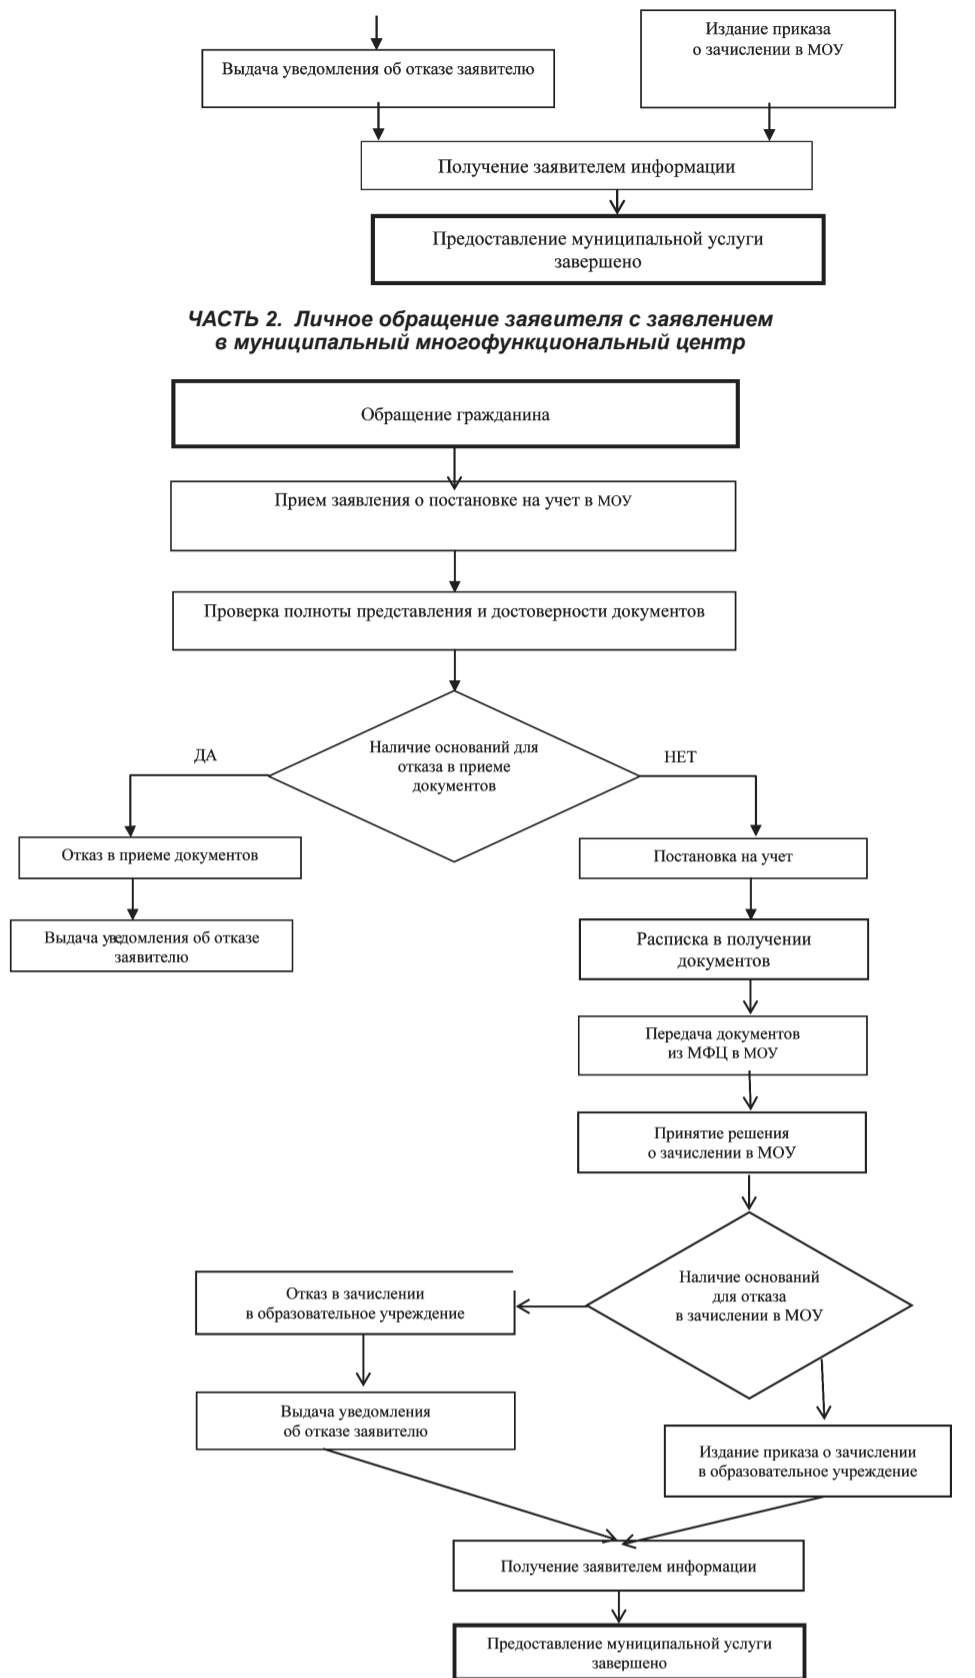 Издание приказа
о зачислении в МОУ
Выдача уведомления об отказе заявителю
Получение заявителем информации
Предоставление муниципальной услуги
завершено
ЧАСТЬ 2. Личное обращение заявителя с заявлением
в муниципальный многофункциональный центр
Обращение гражданина
Прием заявления о постановке на учет в МОУ
Проверка полноты представления и достоверности документов
Наличие оснований для
отказа в приеме
документов
ДА
НЕТ
Отказ в приеме документов
Постановка на учет
Выдача уведомления об отказе
заявителю
Расписка в получении
документов
Передача документов
из МФЦ в МОУ
Принятие решения
о зачислении в МОУ
Наличие оснований
для отказа
в зачислении в МОУ
Отказ в зачислении
в образовательное учреждение
Выдача уведомления
об отказе заявителю
Издание приказа о зачислении
в образовательное учреждение
Получение заявителем информации
Предоставление муниципальной услуги
завершено